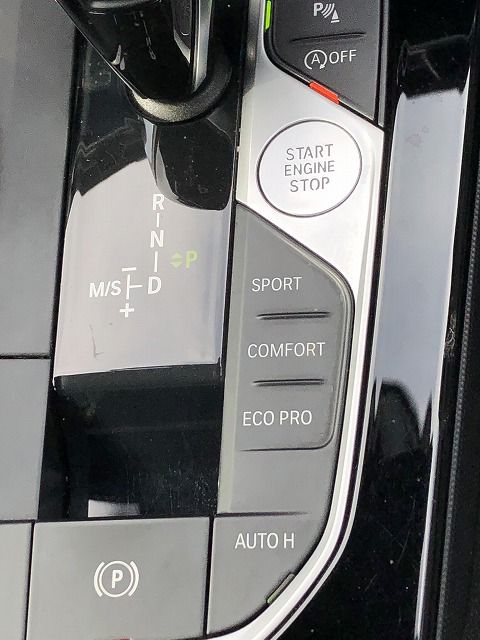 P
A OFF
START
ENGINE
STOP
R
N
P
M/S D
+
SPORT
COMFORT
ECO PRO
AUTO H
P